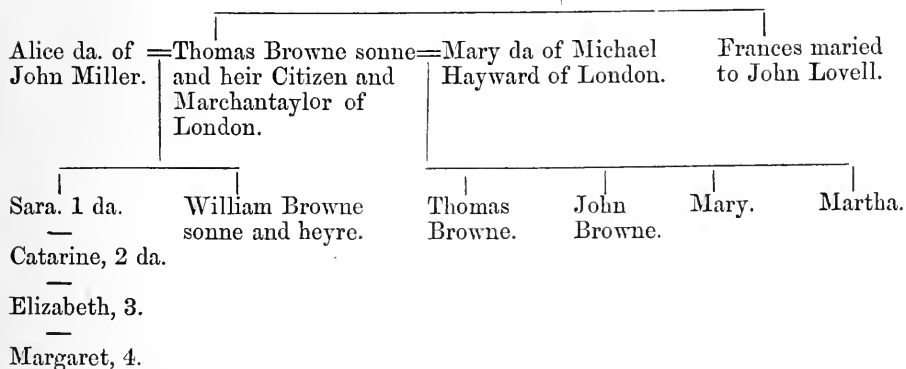 Alice da. of
John Miller.
=Thomas Browne sonne=
and heir Citizen and
Marchantaylor of
London.
Mary da of Michael
Hayward of London.
Frances maried
to John Lovell.
Sara. 1 da.
Catarine, 2 da.
Elizabeth, 3.
Margaret, 4.
William Browne
sonne and heyre.
Thomas
Browne.
John
Browne.
Mary.
Martha.